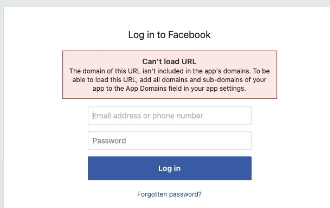 Log in to Facebook
Can't load URL
The domain of this URL isn't included in the app's domains. To be
able to load this URL, add all domains and sub-domains of your
app to the App Domains field in your app settings.
Email address or phone number
Password
Log in
Forgotten password?